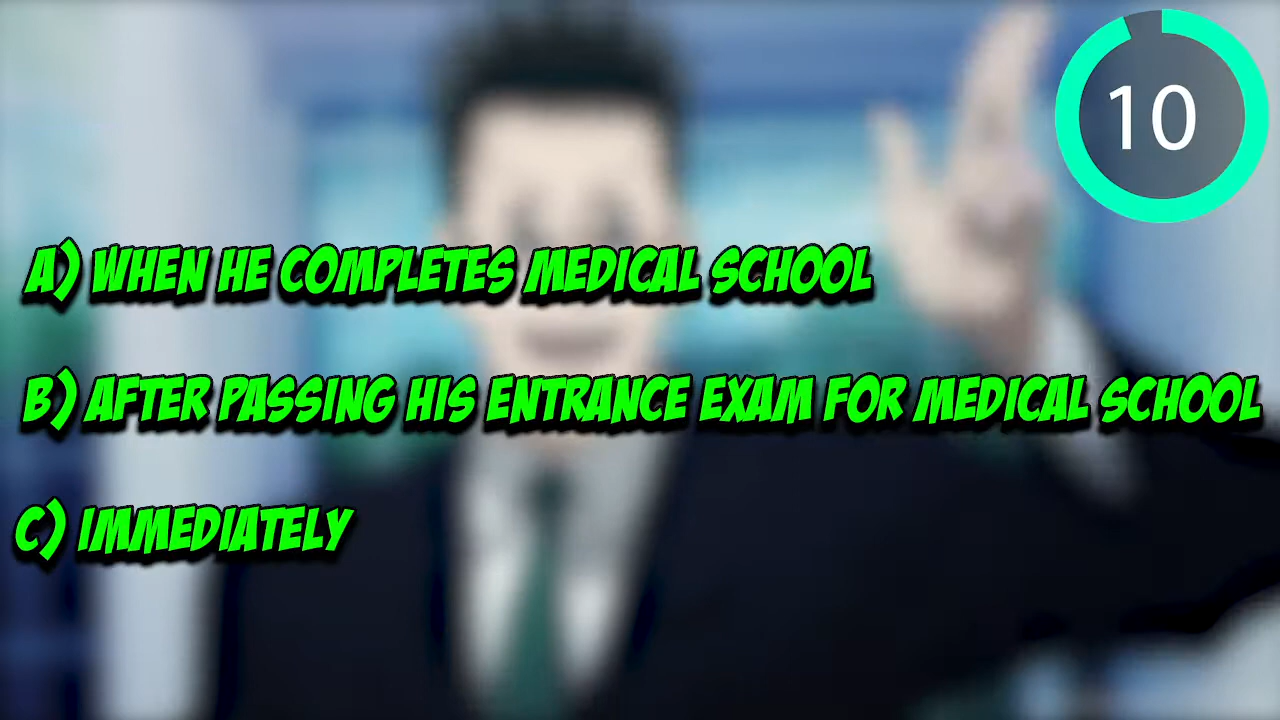 10
A) WHEN HE COMPLETES MEDICAL SCHOOL
B) AFTER PASSING HIS ENTRANCE EXAM FOR MEDICAL SCHOOL
C) IMMEDIATELY